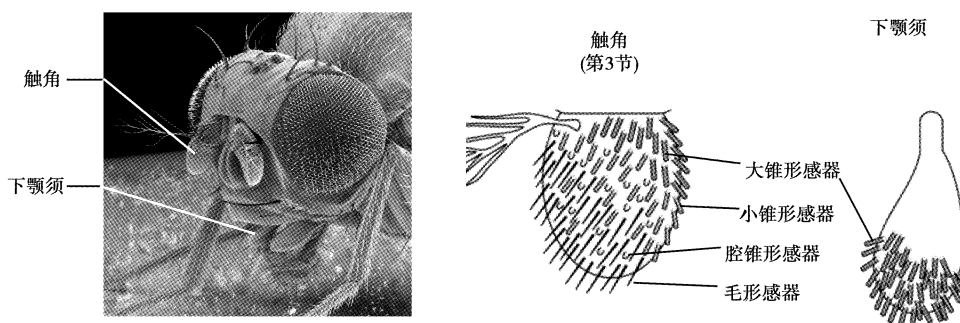 触角
下颚须
触角
(第3节)
下颚须
大锥形感器
小锥形感器
腔锥形感器
毛形感器